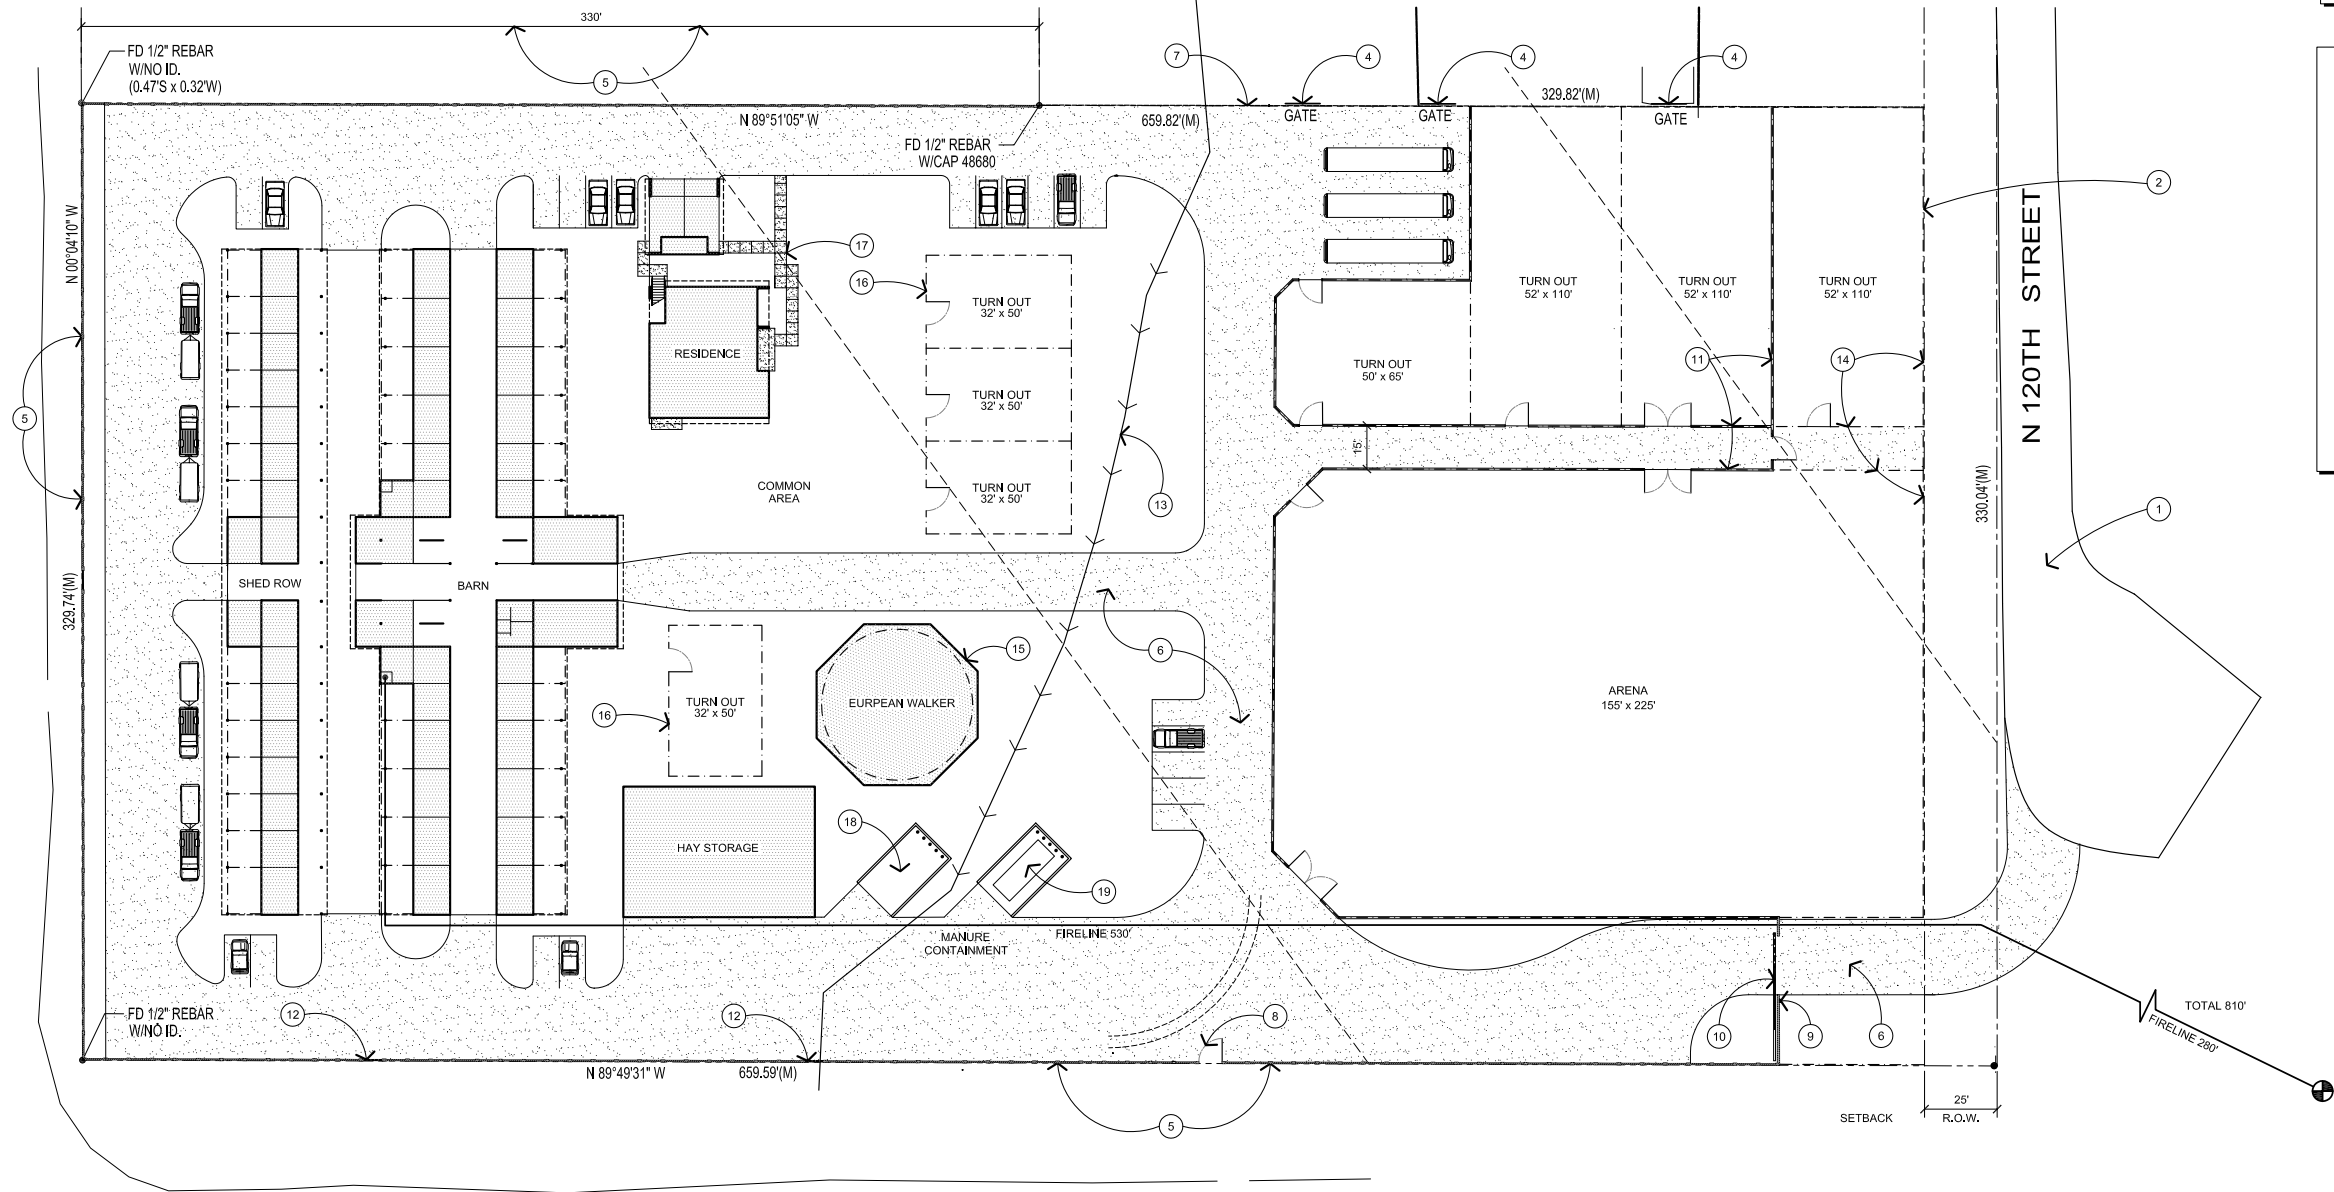 330'
FD 1/2" REBAR
W/NO ID.
(0.47'S x 0.32'W)
5
7
4
4
4
329.82'(M)
N 89°51'05" W
659.82'(M)
GATE
GATE
GATE
FD 1/2" REBAR
W/CAP 48680
2
N 120TH STREET
N 00°04'10" W
17
16
TURN OUT
32' x 50'
TURN OUT
52' x 110'
TURN OUT
52' x 110'
TURN OUT
52' x 110'
RESIDENCE
TURN OUT
50' x 65'
11
14
TURN OUT
32' x 50'
5
15'
COMMON
AREA
TURN OUT
32' x 50'
13
330.04'(M)
1
SHED ROW
BARN
329.74'(M)
15
6
TURN OUT
32' x 50'
EURPEAN WALKER
ARENA
155' x 225'
16
18
HAY STORAGE
19
MANURE
CONTAINMENT
FIRELINE 530'
FD 1/2" REBAR
W/NO ID.
12
12
8
10
9
6
TOTAL 810'
FIRELINE 280'
N 89°49'31" W
659.59'(M)
5
SETBACK
25'
R.O.W.